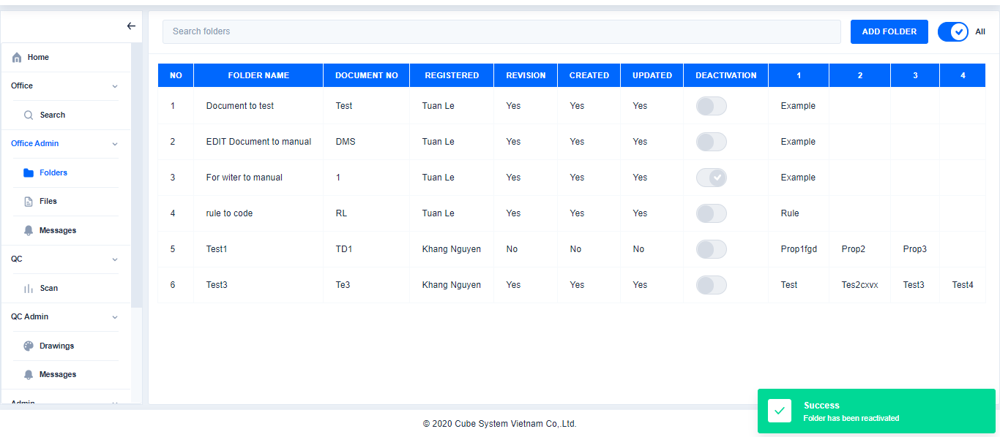 Home
Office
Search
Office Admin
Folders
Files
Messages
QC
Scan
QC Admin
Drawings
Messages
Admin
Search folders
ADD FOLDER All
NO FOLDER NAME DOCUMENT NO REGISTERED REVISION CREATED UPDATED DEACTIVATION 1 2 3 4
1 Document to test Test Tuan Le Yes Yes Yes Example
2 EDIT Document to manual DMS Tuan Le Yes Yes Yes Example
3 For witer to manual 1 Tuan Le Yes Yes Yes Example
4 rule to code RL Tuan Le Yes Yes Yes Rule
5 Test1 TD1 Khang Nguyen No No No Prop1fgd Prop2 Prop3
6 Test3 Te3 Khang Nguyen Yes Yes Yes Test Tes2cxvx Test3 Test4
Success
Folder has been reactivated
© 2020 Cube System Vietnam Co,.Ltd.